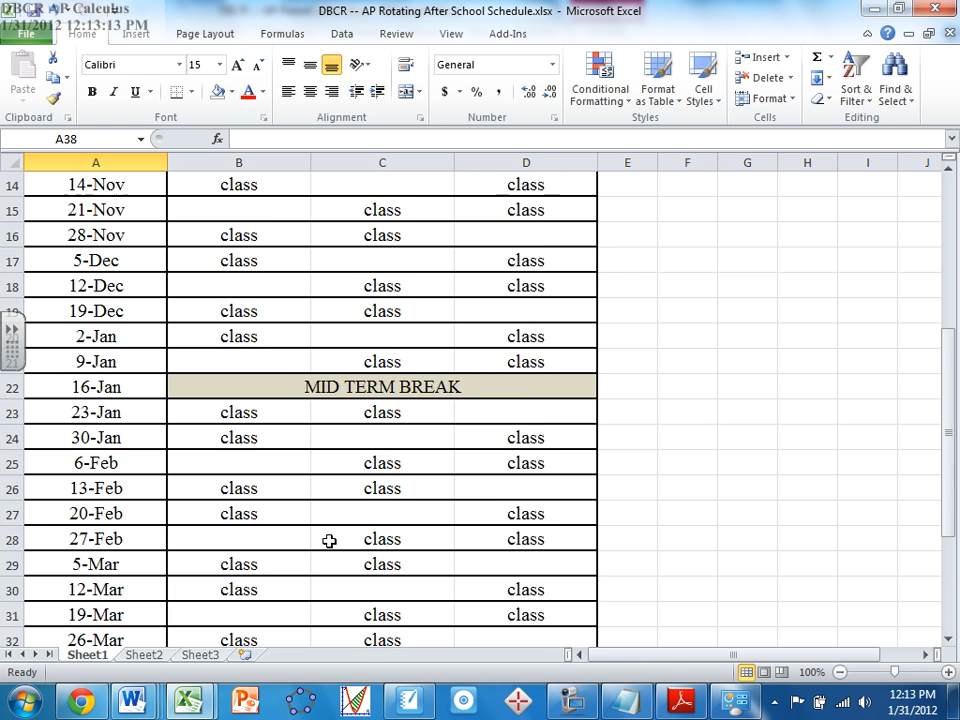 DBCR AP Calculus
1/31/2012 12:13:13 PM
DBCR -- AP Rotating After School Schedule.xlsx - Microsoft Excel
File Home Insert Page Layout Formulas Data Review View Add-Ins
Paste
Calibri 15
B I U
General
$ % ,
Conditional Formatting
Format as Table
Cell Styles
Insert
Delete
Format
Sort & Filter
Find & Select
Clipboard Font Alignment Number Styles Cells Editing
A38 fx
A B C D E F G H I J
14 14-Nov class class
15 21-Nov class class
16 28-Nov class class
17 5-Dec class class
18 12-Dec class class
19 19-Dec class class
20 2-Jan class class
21 9-Jan class class
22 16-Jan MID TERM BREAK
23 23-Jan class class
24 30-Jan class class
25 6-Feb class class
26 13-Feb class class
27 20-Feb class class
28 27-Feb class class
29 5-Mar class class
30 12-Mar class class
31 19-Mar class class
32 26-Mar class class
Sheet1 Sheet2 Sheet3
Ready 100%
12:13 PM
1/31/2012